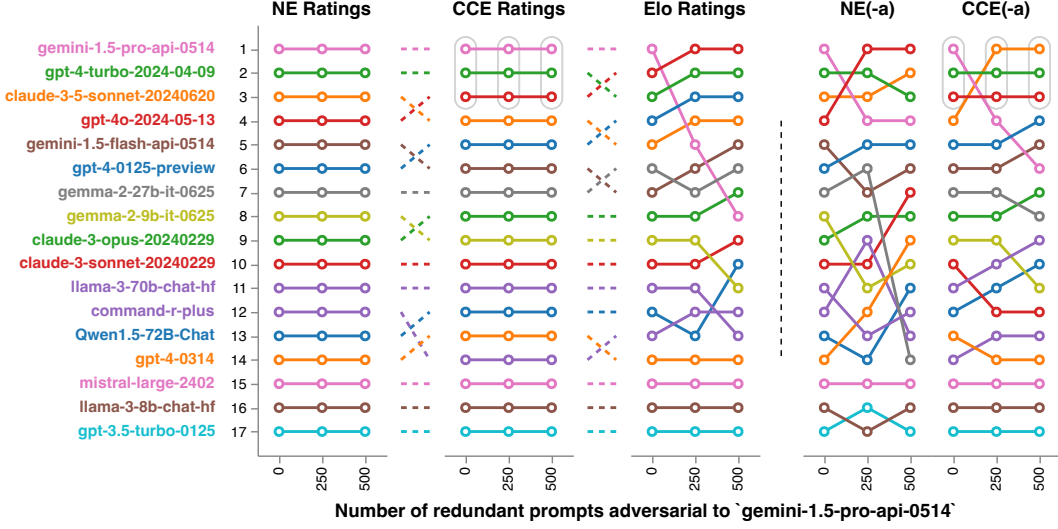 NE Ratings CCE Ratings Elo Ratings NE(-a) CCE(-a)
gemini-1.5-pro-api-0514 1
gpt-4-turbo-2024-04-09 2
claude-3-5-sonnet-20240620 3
gpt-4o-2024-05-13 4
gemini-1.5-flash-api-0514 5
gpt-4-0125-preview 6
gemma-2-27b-it-0625 7
gemma-2-9b-it-0625 8
claude-3-opus-20240229 9
claude-3-sonnet-20240229 10
llama-3-70b-chat-hf 11
command-r-plus 12
Qwen1.5-72B-Chat 13
gpt-4-0314 14
mistral-large-2402 15
llama-3-8b-chat-hf 16
gpt-3.5-turbo-0125 17
0 250 500 0 250 500 0 250 500 0 250 500 0 250 500
Number of redundant prompts adversarial to `gemini-1.5-pro-api-0514`